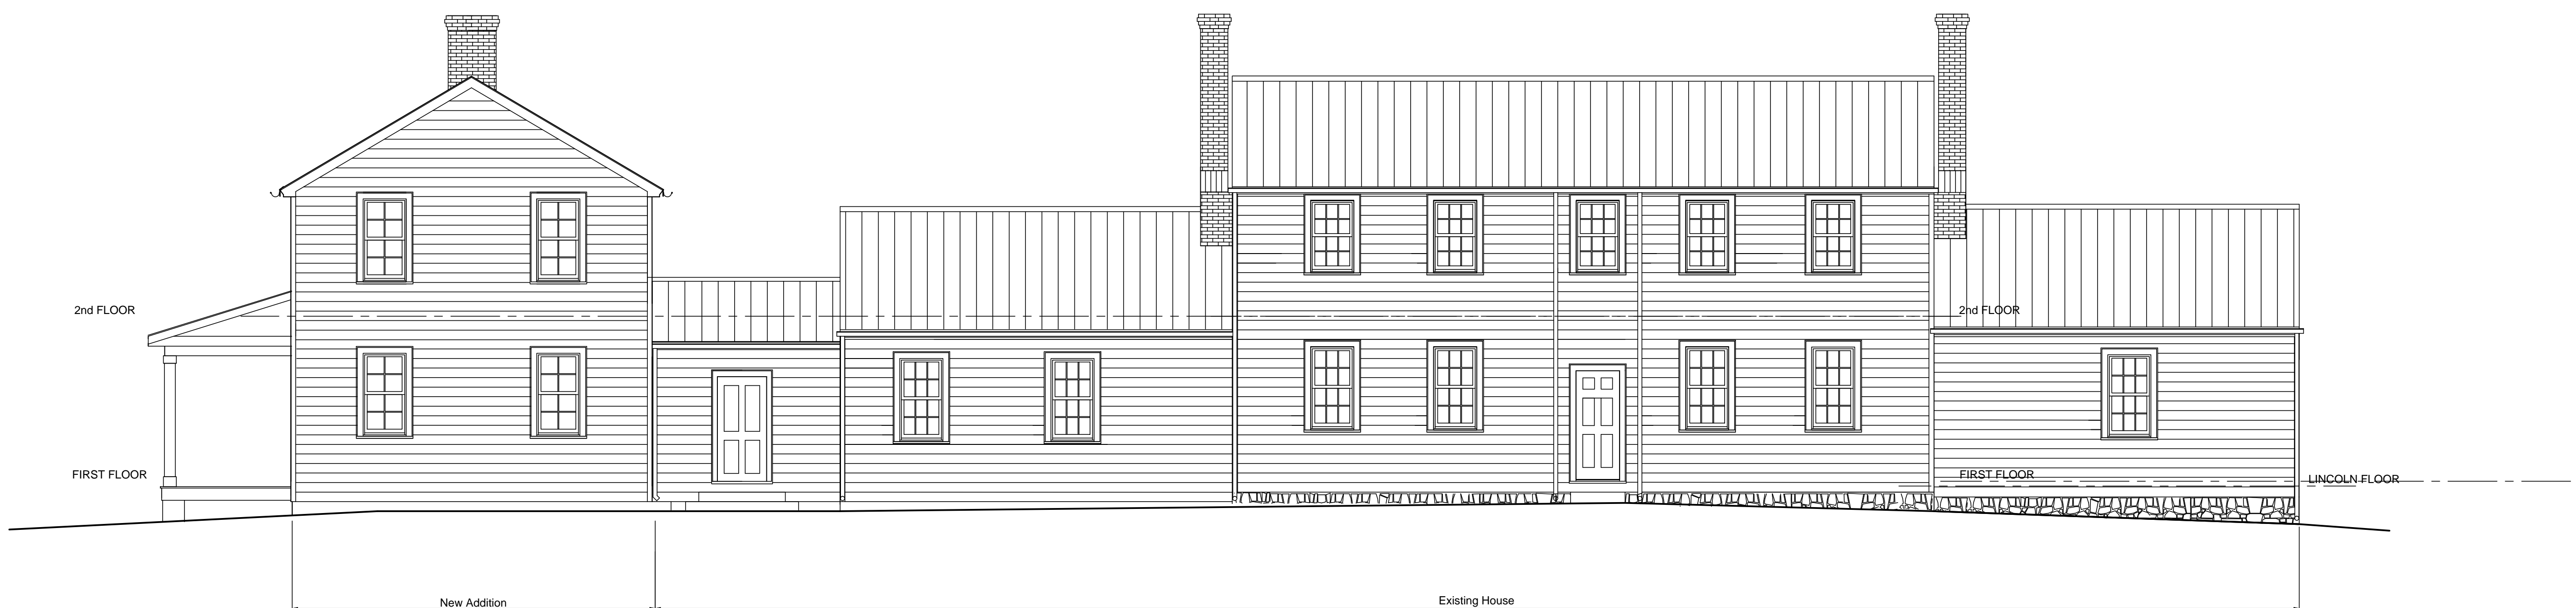 2nd FLOOR
2nd FLOOR
FIRST FLOOR
FIRST FLOOR
LINCOLN FLOOR
New Addition
Existing House